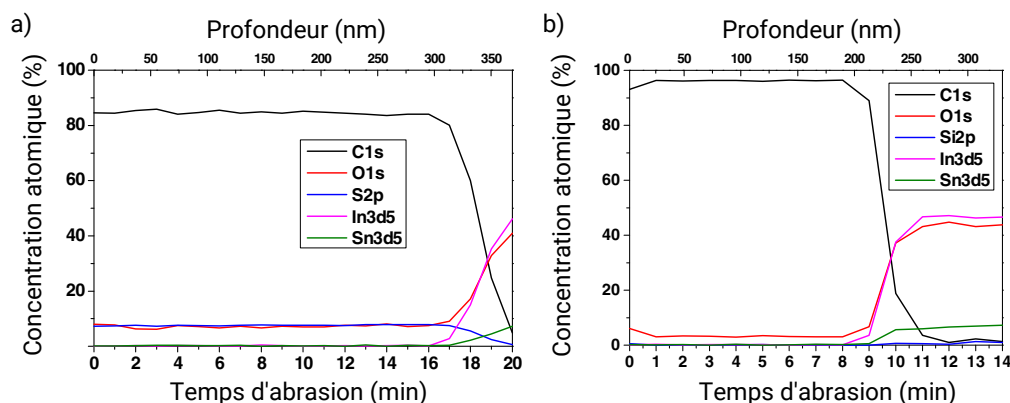 a)
Profondeur (nm)
0 50 100 150 200 250 300 350
100
80
60
40
20
Concentration atomique (%)
C1s
O1s
S2p
In3d5
Sn3d5
0 2 4 6 8 10 12 14 16 18 20
Temps d'abrasion (min)
b)
Profondeur (nm)
0 50 100 150 200 250 300
100
80
60
40
20
0
Concentration atomique (%)
C1s
O1s
Si2p
In3d5
Sn3d5
0 1 2 3 4 5 6 7 8 9 10 11 12 13 14
Temps d'abrasion (min)